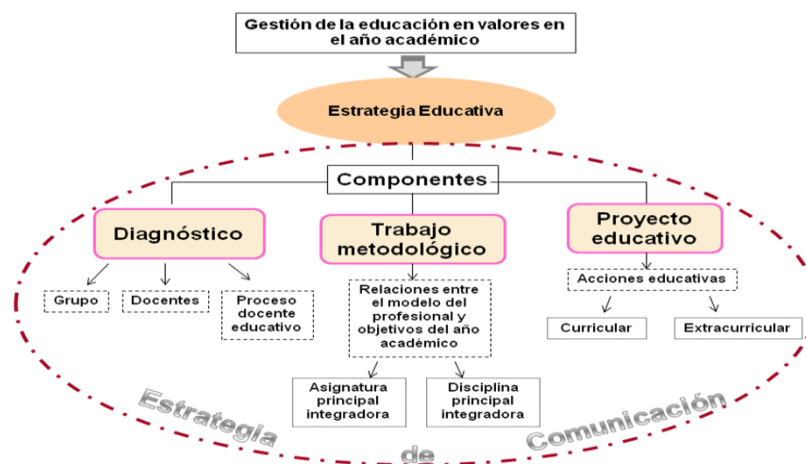 Gestión de la educación en valores en
el año académico
Estrategia Educativa
Componentes
Diagnóstico
Trabajo
metodológico
Proyecto
educativo
Grupo
Docentes
Proceso
docente
educativo
Relaciones entre
el modelo del
profesional y
objetivos del año
académico
Acciones educativas
Curricular
Extracurricular
Asignatura
principal
integradora
Disciplina
principal
integradora
Estrategia
de
Comunicación